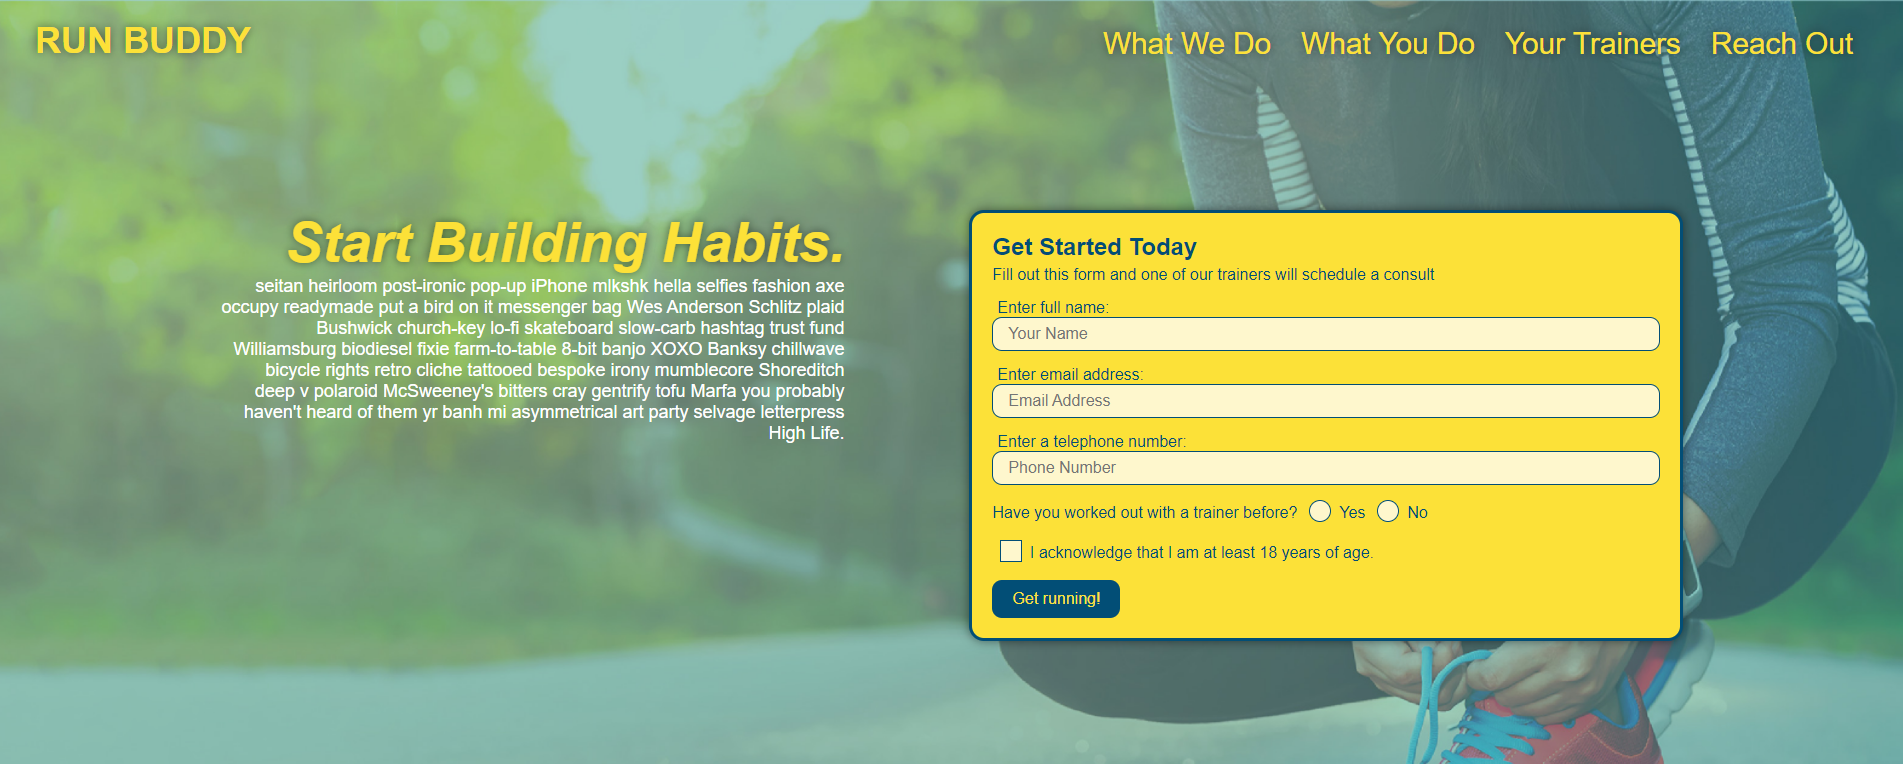 RUN BUDDY
What We Do What You Do Your Trainers Reach Out
Start Building Habits.
seitan heirloom post-ironic pop-up iPhone mlkshk hella selfies fashion axe
occupy readymade put a bird on it messenger bag Wes Anderson Schlitz plaid
Bushwick church-key lo-fi skateboard slow-carb hashtag trust fund
Williamsburg biodiesel fixie farm-to-table 8-bit banjo XOXO Banksy chillwave
bicycle rights retro cliche tattooed bespoke irony mumblecore Shoreditch
deep v polaroid McSweeney's bitters cray gentrify tofu Marfa you probably
haven't heard of them yr banh mi asymmetrical art party selvage letterpress
High Life.
Get Started Today
Fill out this form and one of our trainers will schedule a consult
Enter full name:
Your Name
Enter email address:
Email Address
Enter a telephone number:
Phone Number
Have you worked out with a trainer before? Yes No
I acknowledge that I am at least 18 years of age.
Get running!